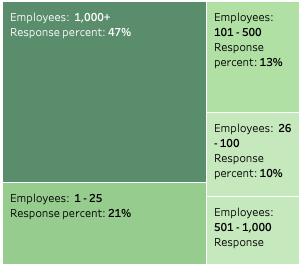 Employees: 1,000+
Response percent: 47%
Employees: 1 - 25
Response percent: 21%
Employees:
101 - 500
Response
percent: 13%
Employees: 26
- 100
Response
percent: 10%
Employees:
501 - 1,000
Response